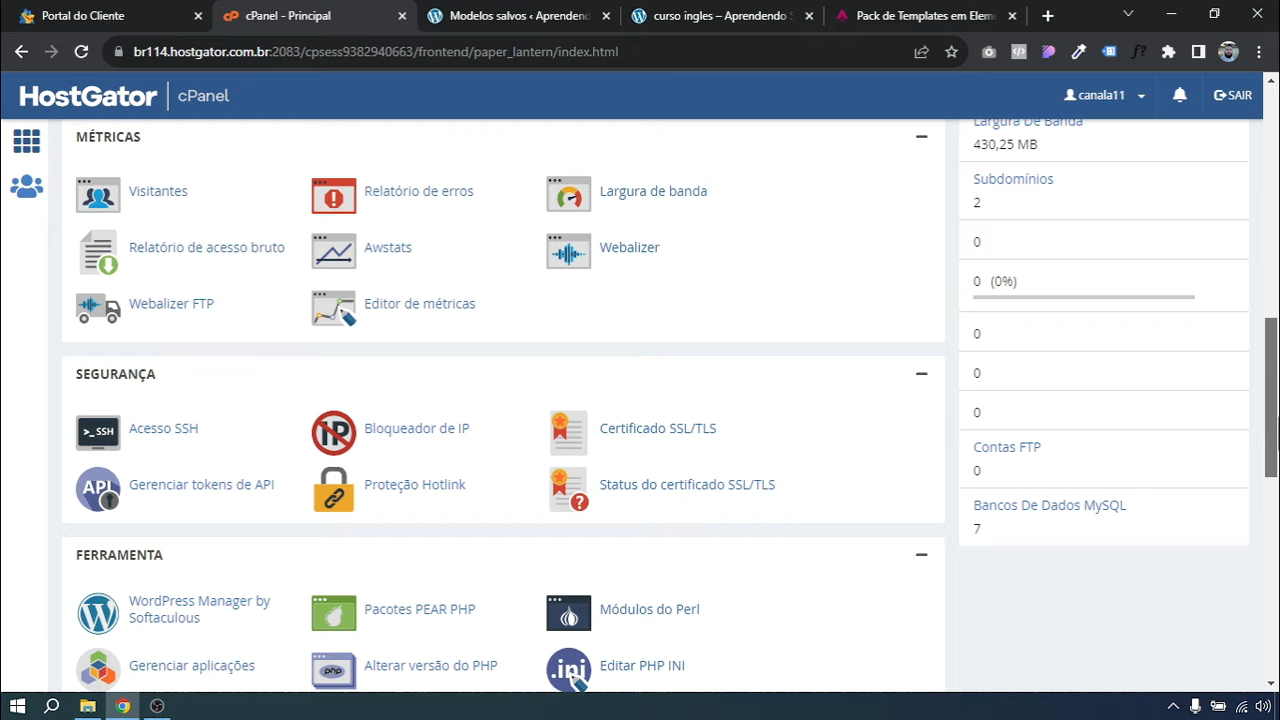 Portal do Cliente
cPanel - Principal
Modelos salvos ‹ Aprendend
curso ingles – Aprendendo S
Pack de Templates em Elem
br114.hostgator.com.br:2083/cpsess9382940663/frontend/paper_lantern/index.html
HostGator cPanel
canala11
SAIR
MÉTRICAS
Visitantes
Relatório de erros
Largura de banda
Relatório de acesso bruto
Awstats
Webalizer
Webalizer FTP
Editor de métricas
SEGURANÇA
>_SSH
Acesso SSH
IP
Bloqueador de IP
Certificado SSL/TLS
API
Gerenciar tokens de API
Proteção Hotlink
Status do certificado SSL/TLS
FERRAMENTA
WordPress Manager by
Softaculous
Pacotes PEAR PHP
Módulos do Perl
Gerenciar aplicações
php
Alterar versão do PHP
.ini
Editar PHP INI
Largura De Banda
430,25 MB
Subdomínios
2
0
0 (0%)
0
0
0
Contas FTP
0
Bancos De Dados MySQL
7